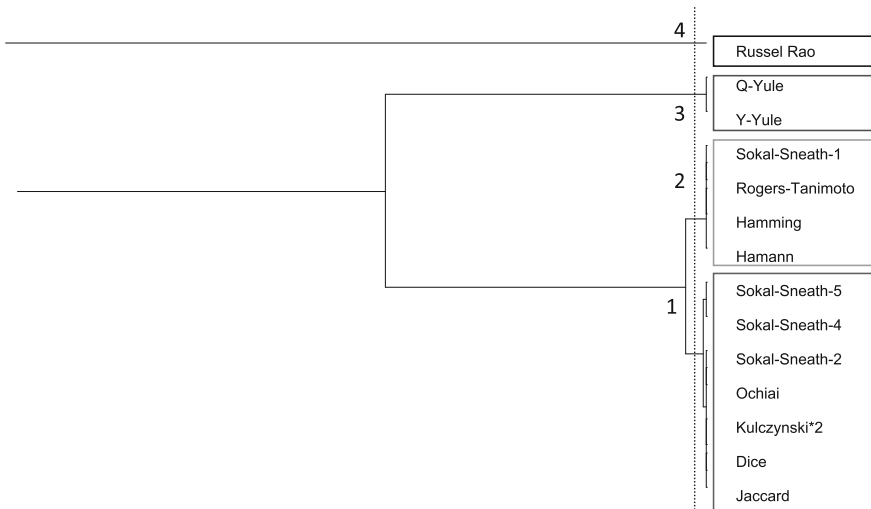 4
Russel Rao
Q-Yule
3
Y-Yule
Sokal-Sneath-1
2
Rogers-Tanimoto
Hamming
Hamann
Sokal-Sneath-5
1
Sokal-Sneath-4
Sokal-Sneath-2
Ochiai
Kulczynski*2
Dice
Jaccard